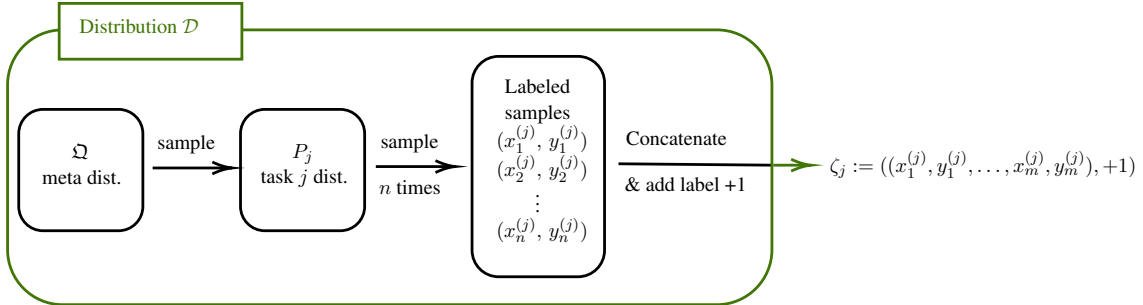 Distribution 𝒟
𝔔
meta dist.
sample
P_j
task j dist.
sample
n times
Labeled
samples
(x_1^{(j)}, y_1^{(j)})
(x_2^{(j)}, y_2^{(j)})
⋮
(x_n^{(j)}, y_n^{(j)})
Concatenate
& add label +1
ζ_j := ((x_1^{(j)}, y_1^{(j)}, . . . , x_m^{(j)}, y_m^{(j)}), +1)